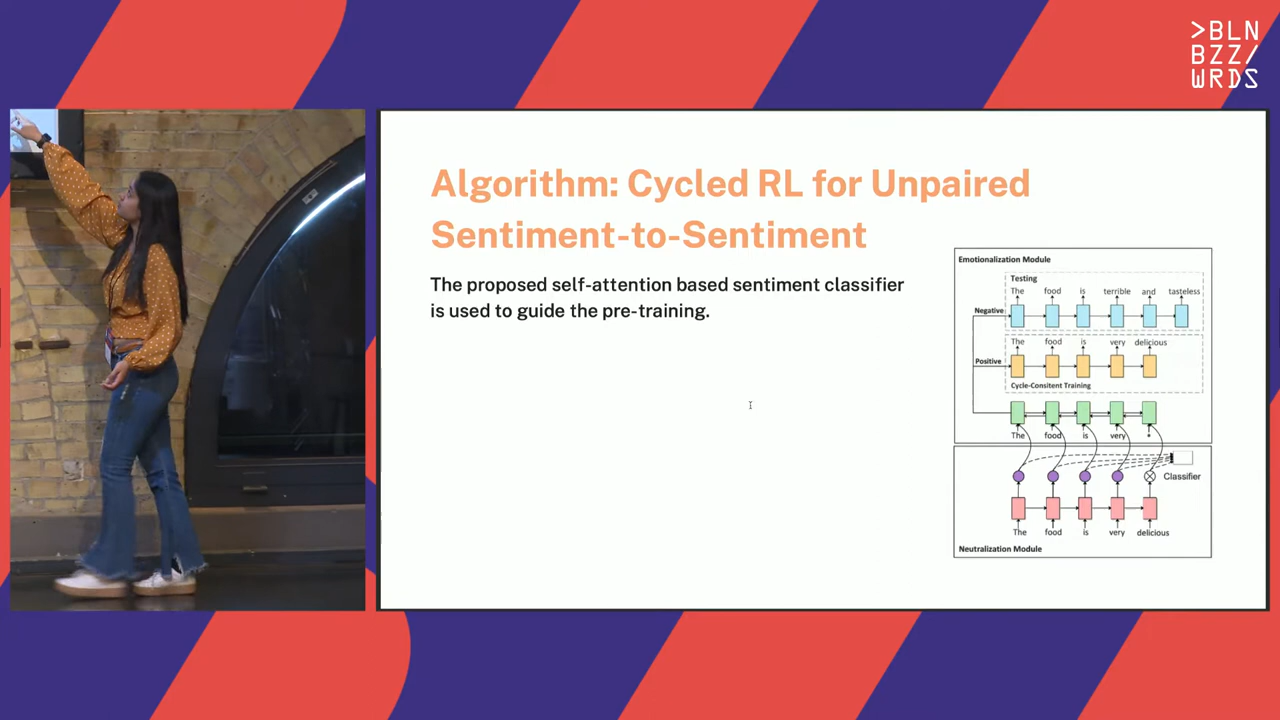 >BLN
BZZ/
WRDS
Algorithm: Cycled RL for Unpaired
Sentiment-to-Sentiment
The proposed self-attention based sentiment classifier
is used to guide the pre-training.
Emotionalization Module
Testing
The food is terrible and tasteless
Negative
The food is very delicious
Positive
Cycle-Consitent Training
The food is very *
Classifier
The food is very delicious
Neutralization Module